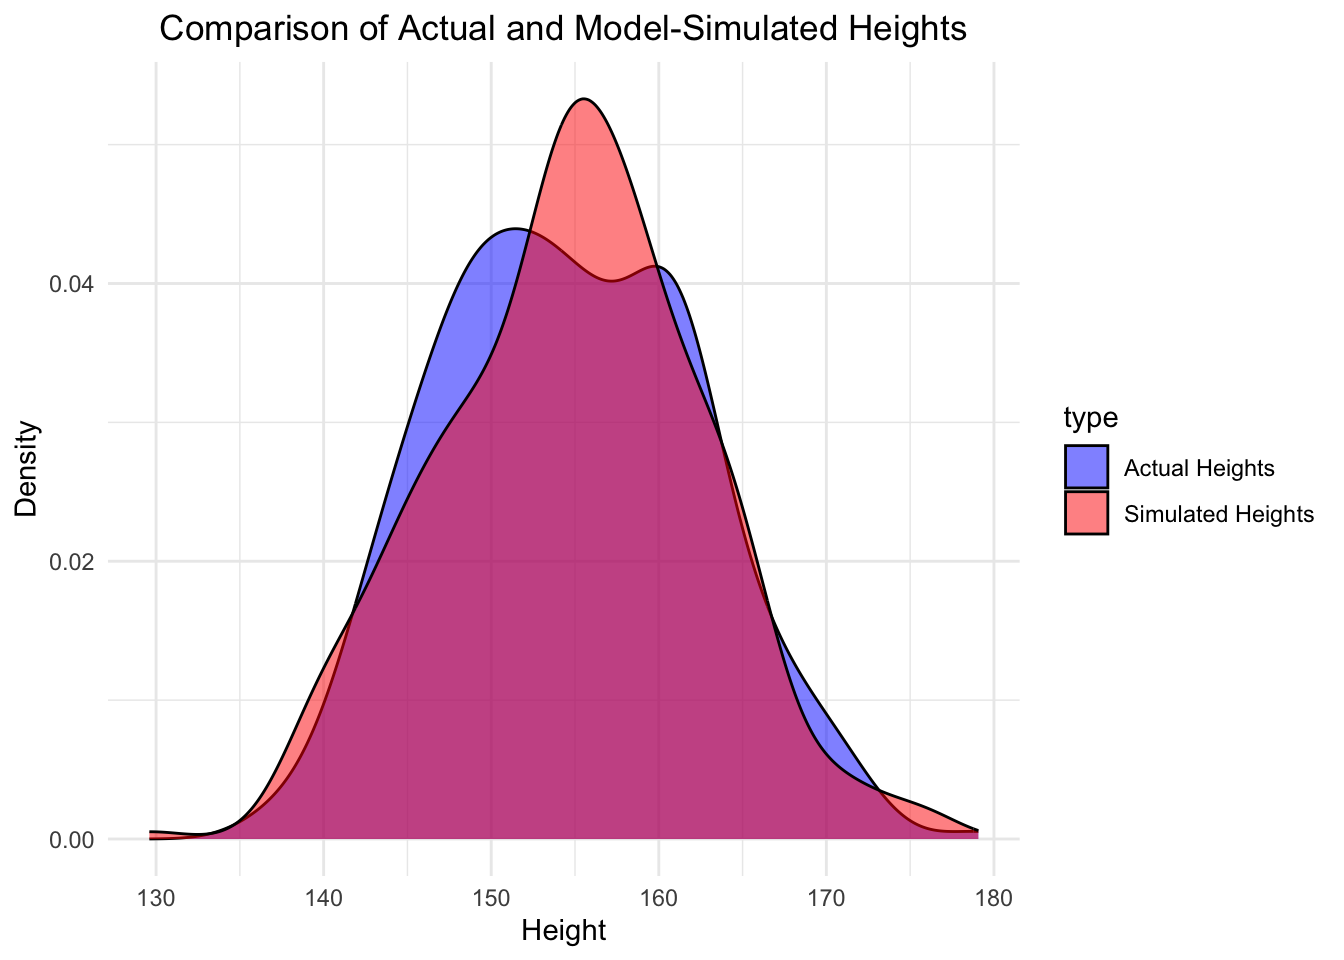 Comparison of Actual and Model-Simulated Heights
Density
0.04
0.02
0.00
130 140 150 160 170 180
Height
type
Actual Heights
Simulated Heights